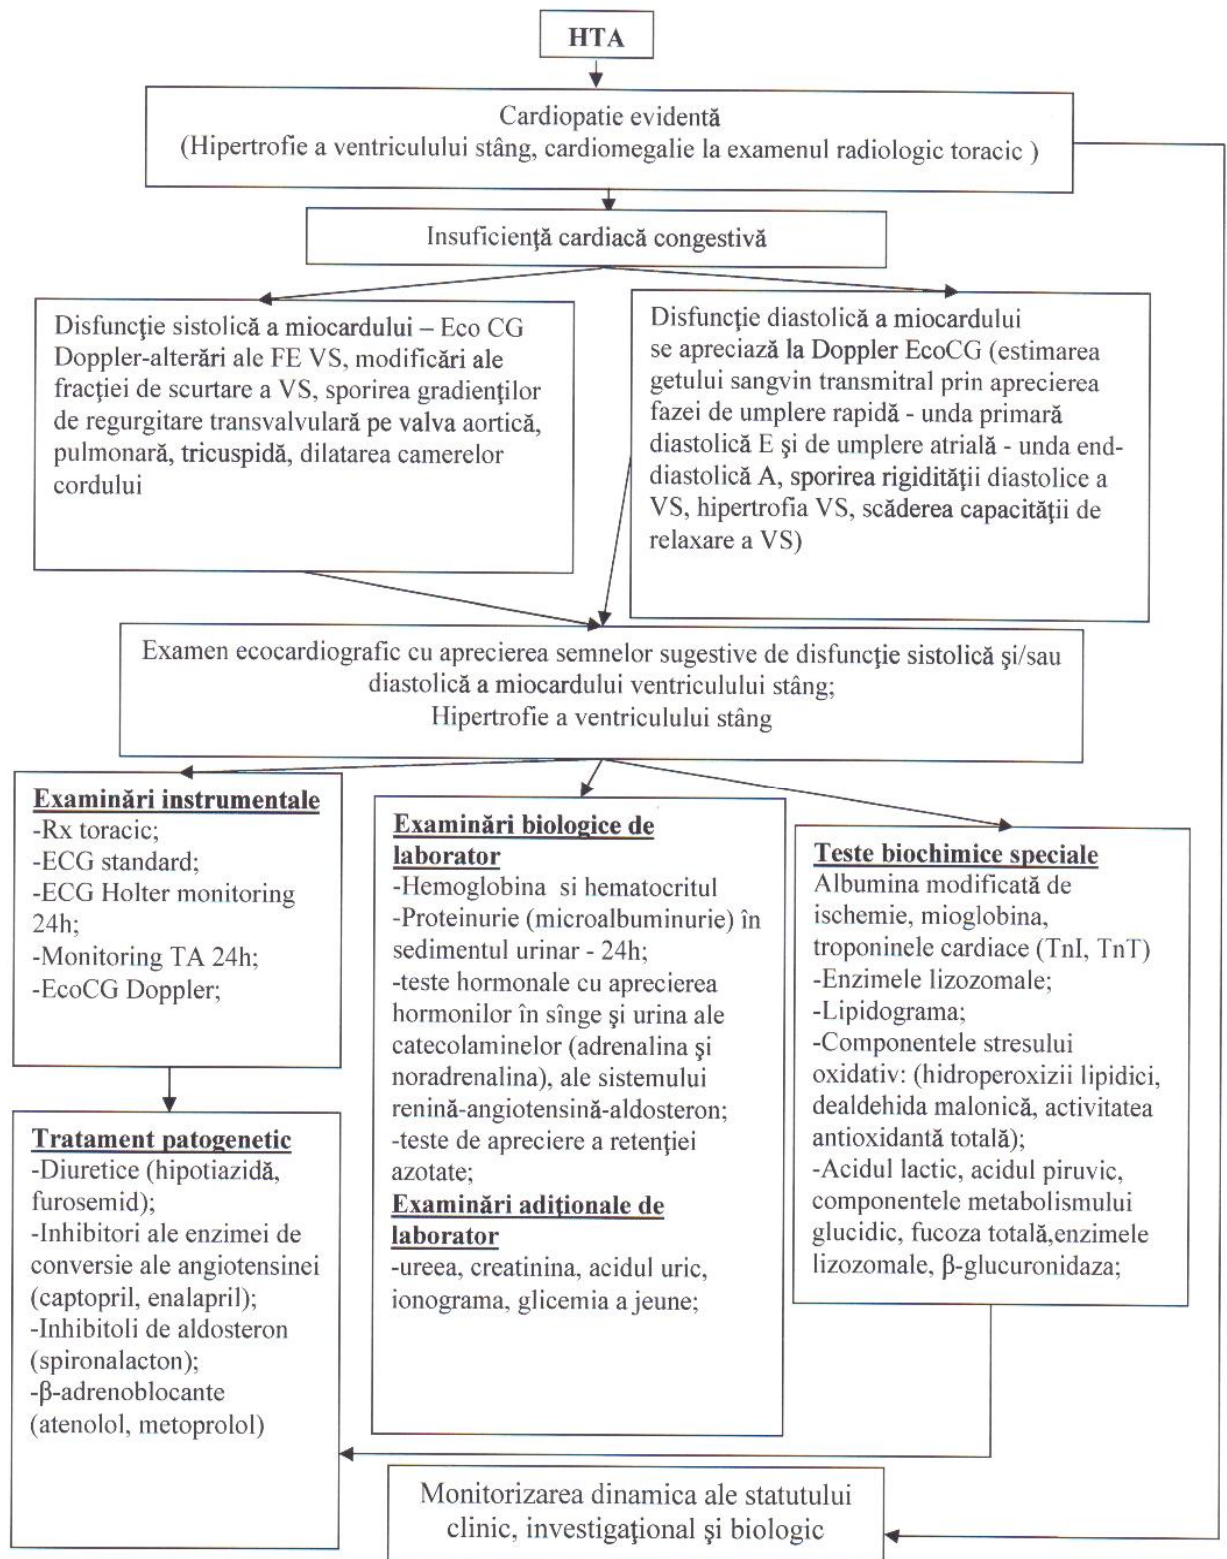 HTA
Cardiopatie evidentă
(Hipertrofie a ventriculului stâng, cardiomegalie la examenul radiologic toracic )
Insuficienţă cardiacă congestivă
Disfuncţie sistolică a miocardului – Eco CG
Doppler-alterări ale FE VS, modificări ale
fracţiei de scurtare a VS, sporirea gradienţilor
de regurgitare transvalvulară pe valva aortică,
pulmonară, tricuspidă, dilatarea camerelor
cordului
Disfuncţie diastolică a miocardului
se apreciază la Doppler EcoCG (estimarea
getului sangvin transmitral prin aprecierea
fazei de umplere rapidă - unda primară
diastolică E şi de umplere atrială - unda end-
diastolică A, sporirea rigidităţii diastolice a
VS, hipertrofia VS, scăderea capacităţii de
relaxare a VS)
Examen ecocardiografic cu aprecierea semnelor sugestive de disfuncţie sistolică şi/sau
diastolică a miocardului ventriculului stâng;
Hipertrofie a ventriculului stâng
Examinări instrumentale
-Rx toracic;
-ECG standard;
-ECG Holter monitoring
24h;
-Monitoring TA 24h;
-EcoCG Doppler;
Examinări biologice de
laborator
-Hemoglobina si hematocritul
-Proteinurie (microalbuminurie) în
sedimentul urinar - 24h;
-teste hormonale cu aprecierea
hormonilor în sînge şi urina ale
catecolaminelor (adrenalina şi
noradrenalina), ale sistemului
renină-angiotensină-aldosteron;
-teste de apreciere a retenţiei
azotate;
Examinări adiţionale de
laborator
-ureea, creatinina, acidul uric,
ionograma, glicemia a jeune;
Teste biochimice speciale
Albumina modificată de
ischemie, mioglobina,
troponinele cardiace (TnI, TnT)
-Enzimele lizozomale;
-Lipidograma;
-Componentele stresului
oxidativ: (hidroperoxizii lipidici,
dealdehida malonică, activitatea
antioxidantă totală);
-Acidul lactic, acidul piruvic,
componentele metabolismului
glucidic, fucoza totală,enzimele
lizozomale, β-glucuronidaza;
Tratament patogenetic
-Diuretice (hipotiazidă,
furosemid);
-Inhibitori ale enzimei de
conversie ale angiotensinei
(captopril, enalapril);
-Inhibitoli de aldosteron
(spironalacton);
-β-adrenoblocante
(atenolol, metoprolol)
Monitorizarea dinamica ale statutului
clinic, investigaţional şi biologic